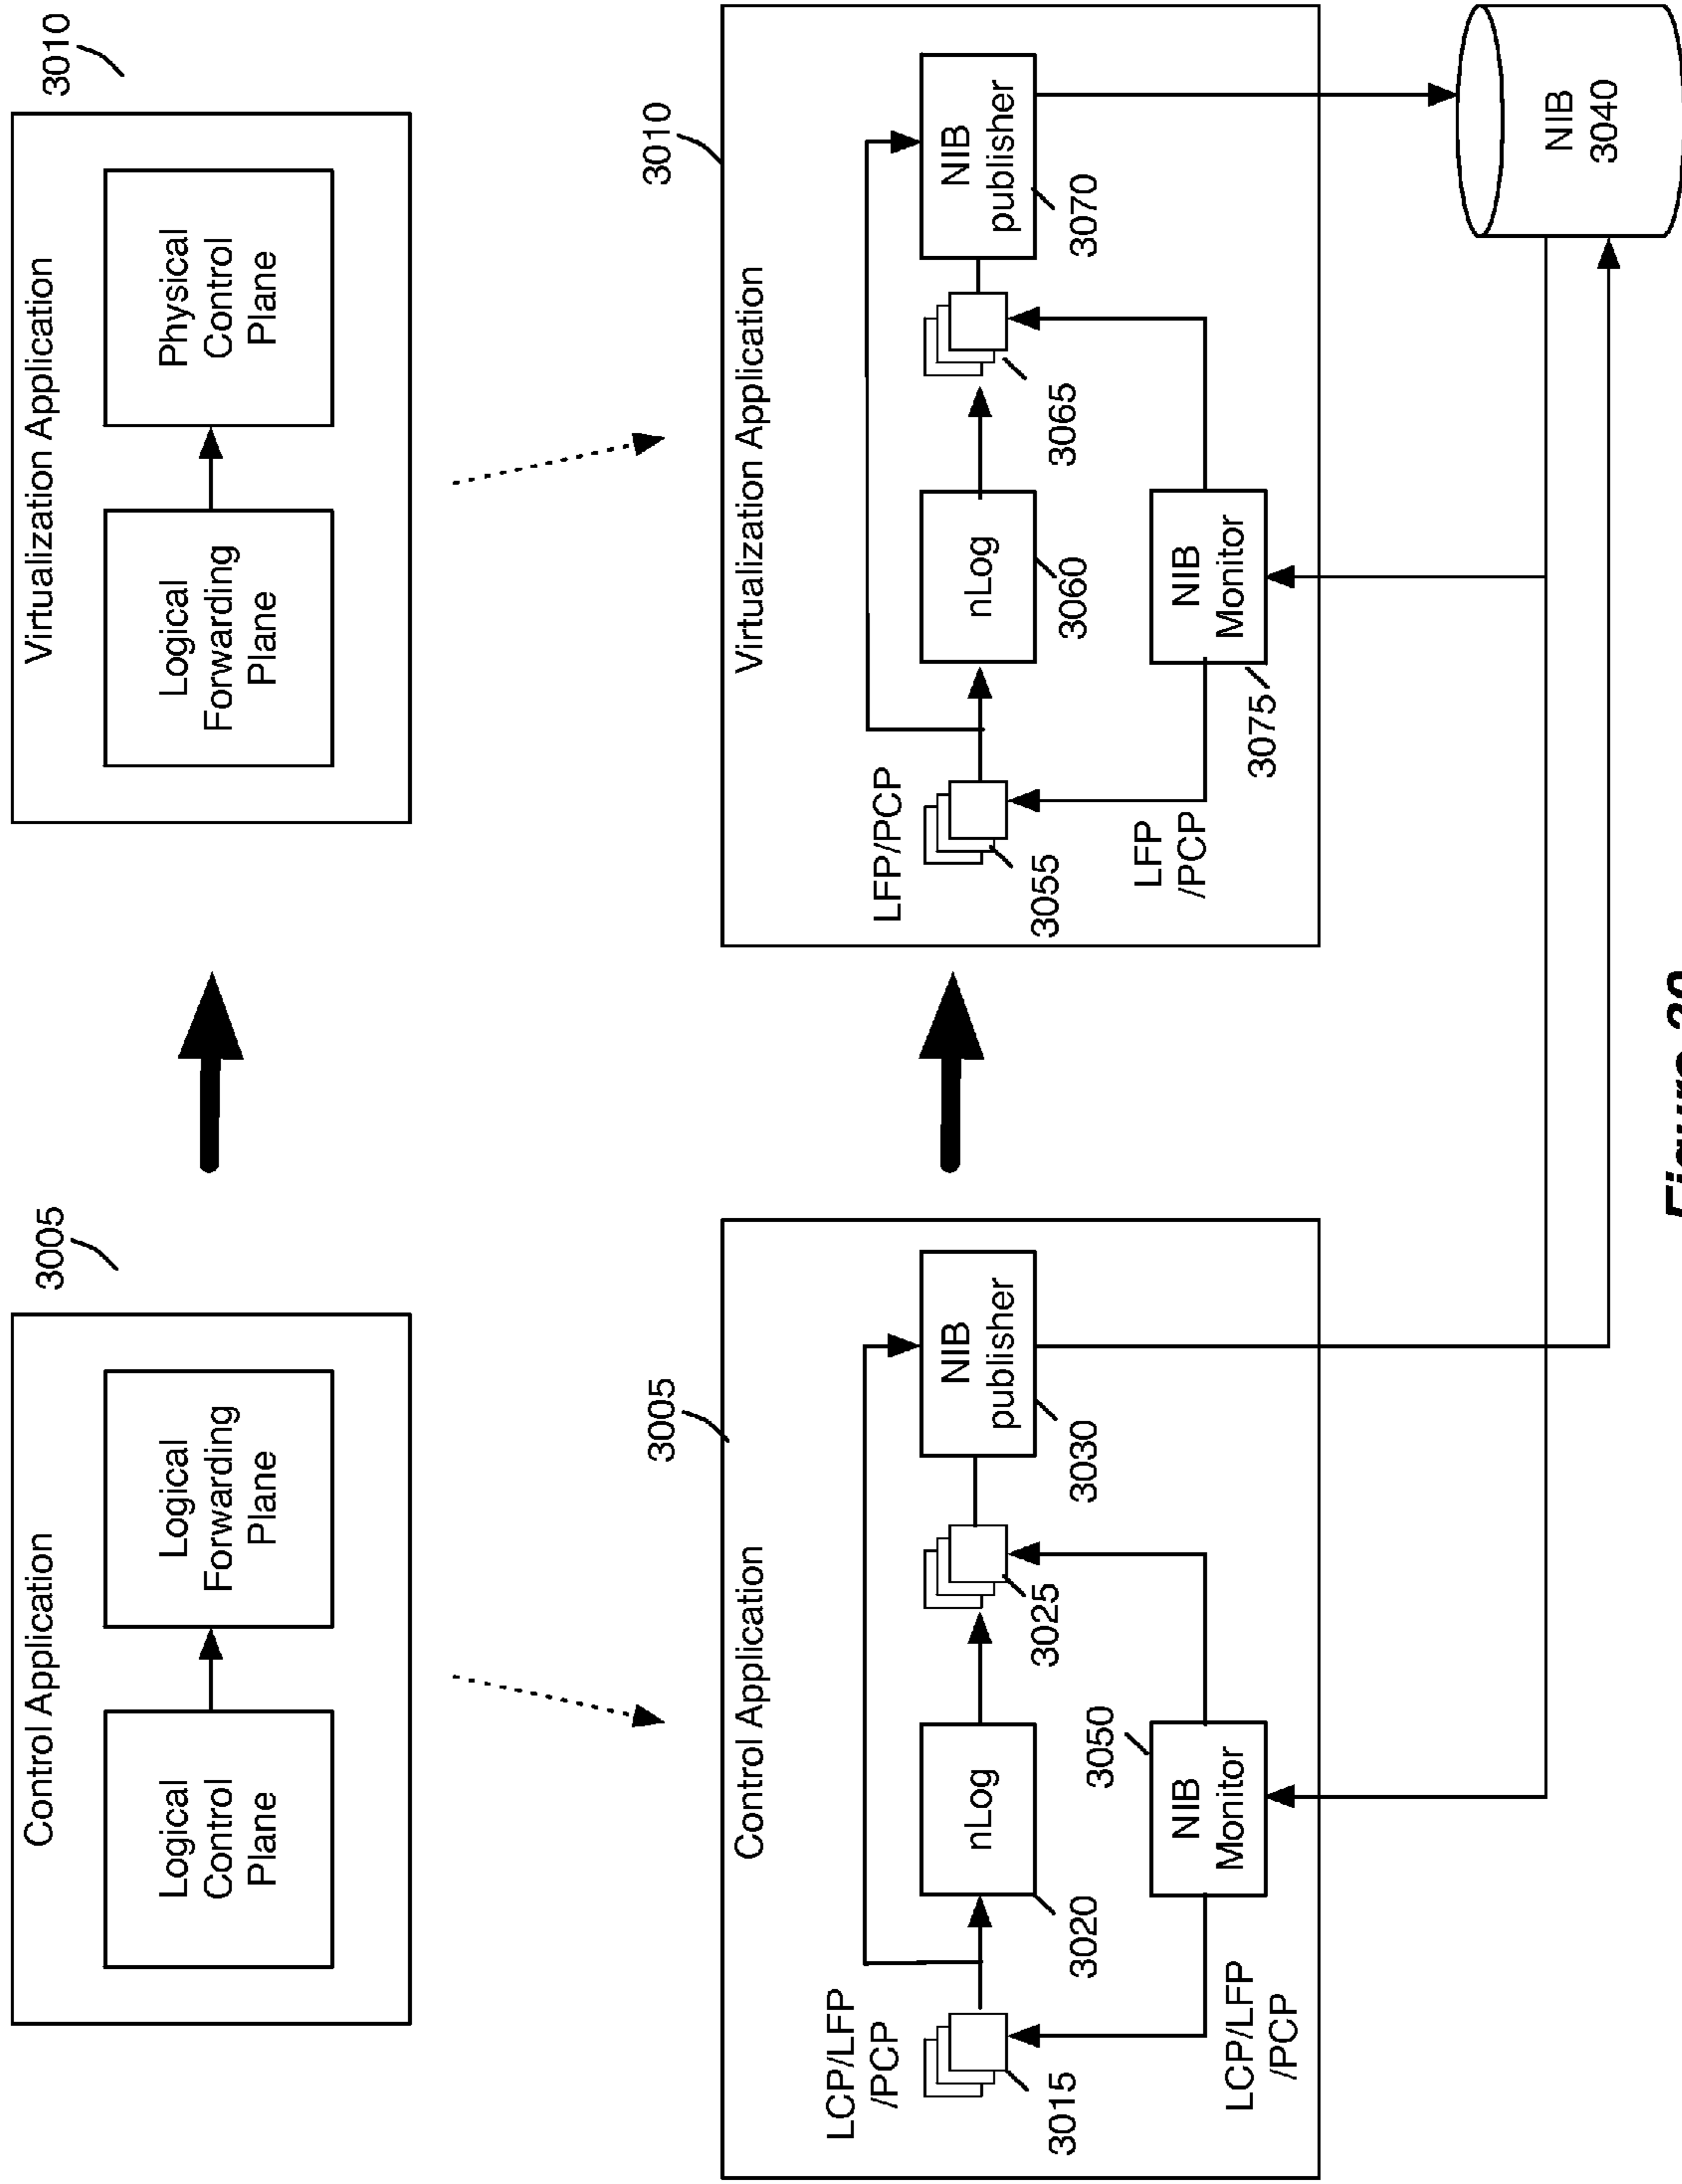 3005
Control Application
Logical
Control
Plane
Logical
Forwarding
Plane
3010
Virtualization Application
Logical
Forwarding
Plane
Physical
Control
Plane
3005
Control Application
LCP/LFP
/PCP
3015
nLog
3020
3025
NIB
publisher
3030
LCP/LFP
/PCP
3050
NIB
Monitor
3010
Virtualization Application
LFP/PCP
3055
nLog
3060
3065
NIB
publisher
3070
LFP
/PCP
3075
NIB
Monitor
NIB
3040
Figure